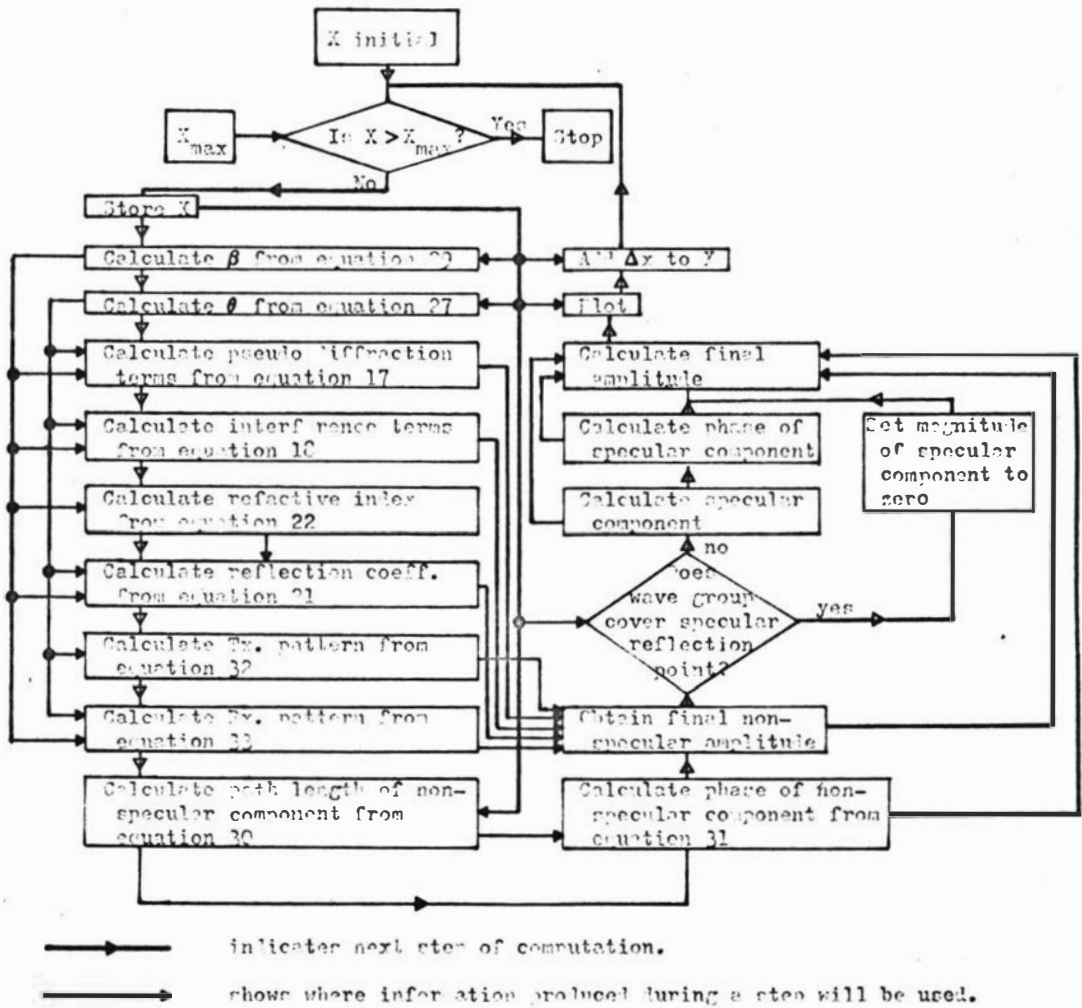 X initial
X max
Is X > X max ?
Yes
Stop
No
Store X
Calculate β from equation 29
Add Δx to X
Calculate θ from equation 27
Plot
Calculate pseudo diffraction
terms from equation 17
Calculate final
amplitude
Calculate interference terms
from equation 18
Calculate phase of
specular component
Set magnitude
of specular
component to
zero
Calculate refactive index
from equation 22
Calculate specular
component
no
Calculate reflection coeff.
from equation 21
Does
wave group
cover specular
reflection
point?
yes
Calculate Tx. pattern from
equation 32
Calculate Rx. pattern from
equation 33
Obtain final non-
specular amplitude
Calculate path length of non-
specular component from
equation 30
Calculate phase of non-
specular component from
equation 31
indicates next step of computation.
shows where information produced during a step will be used.